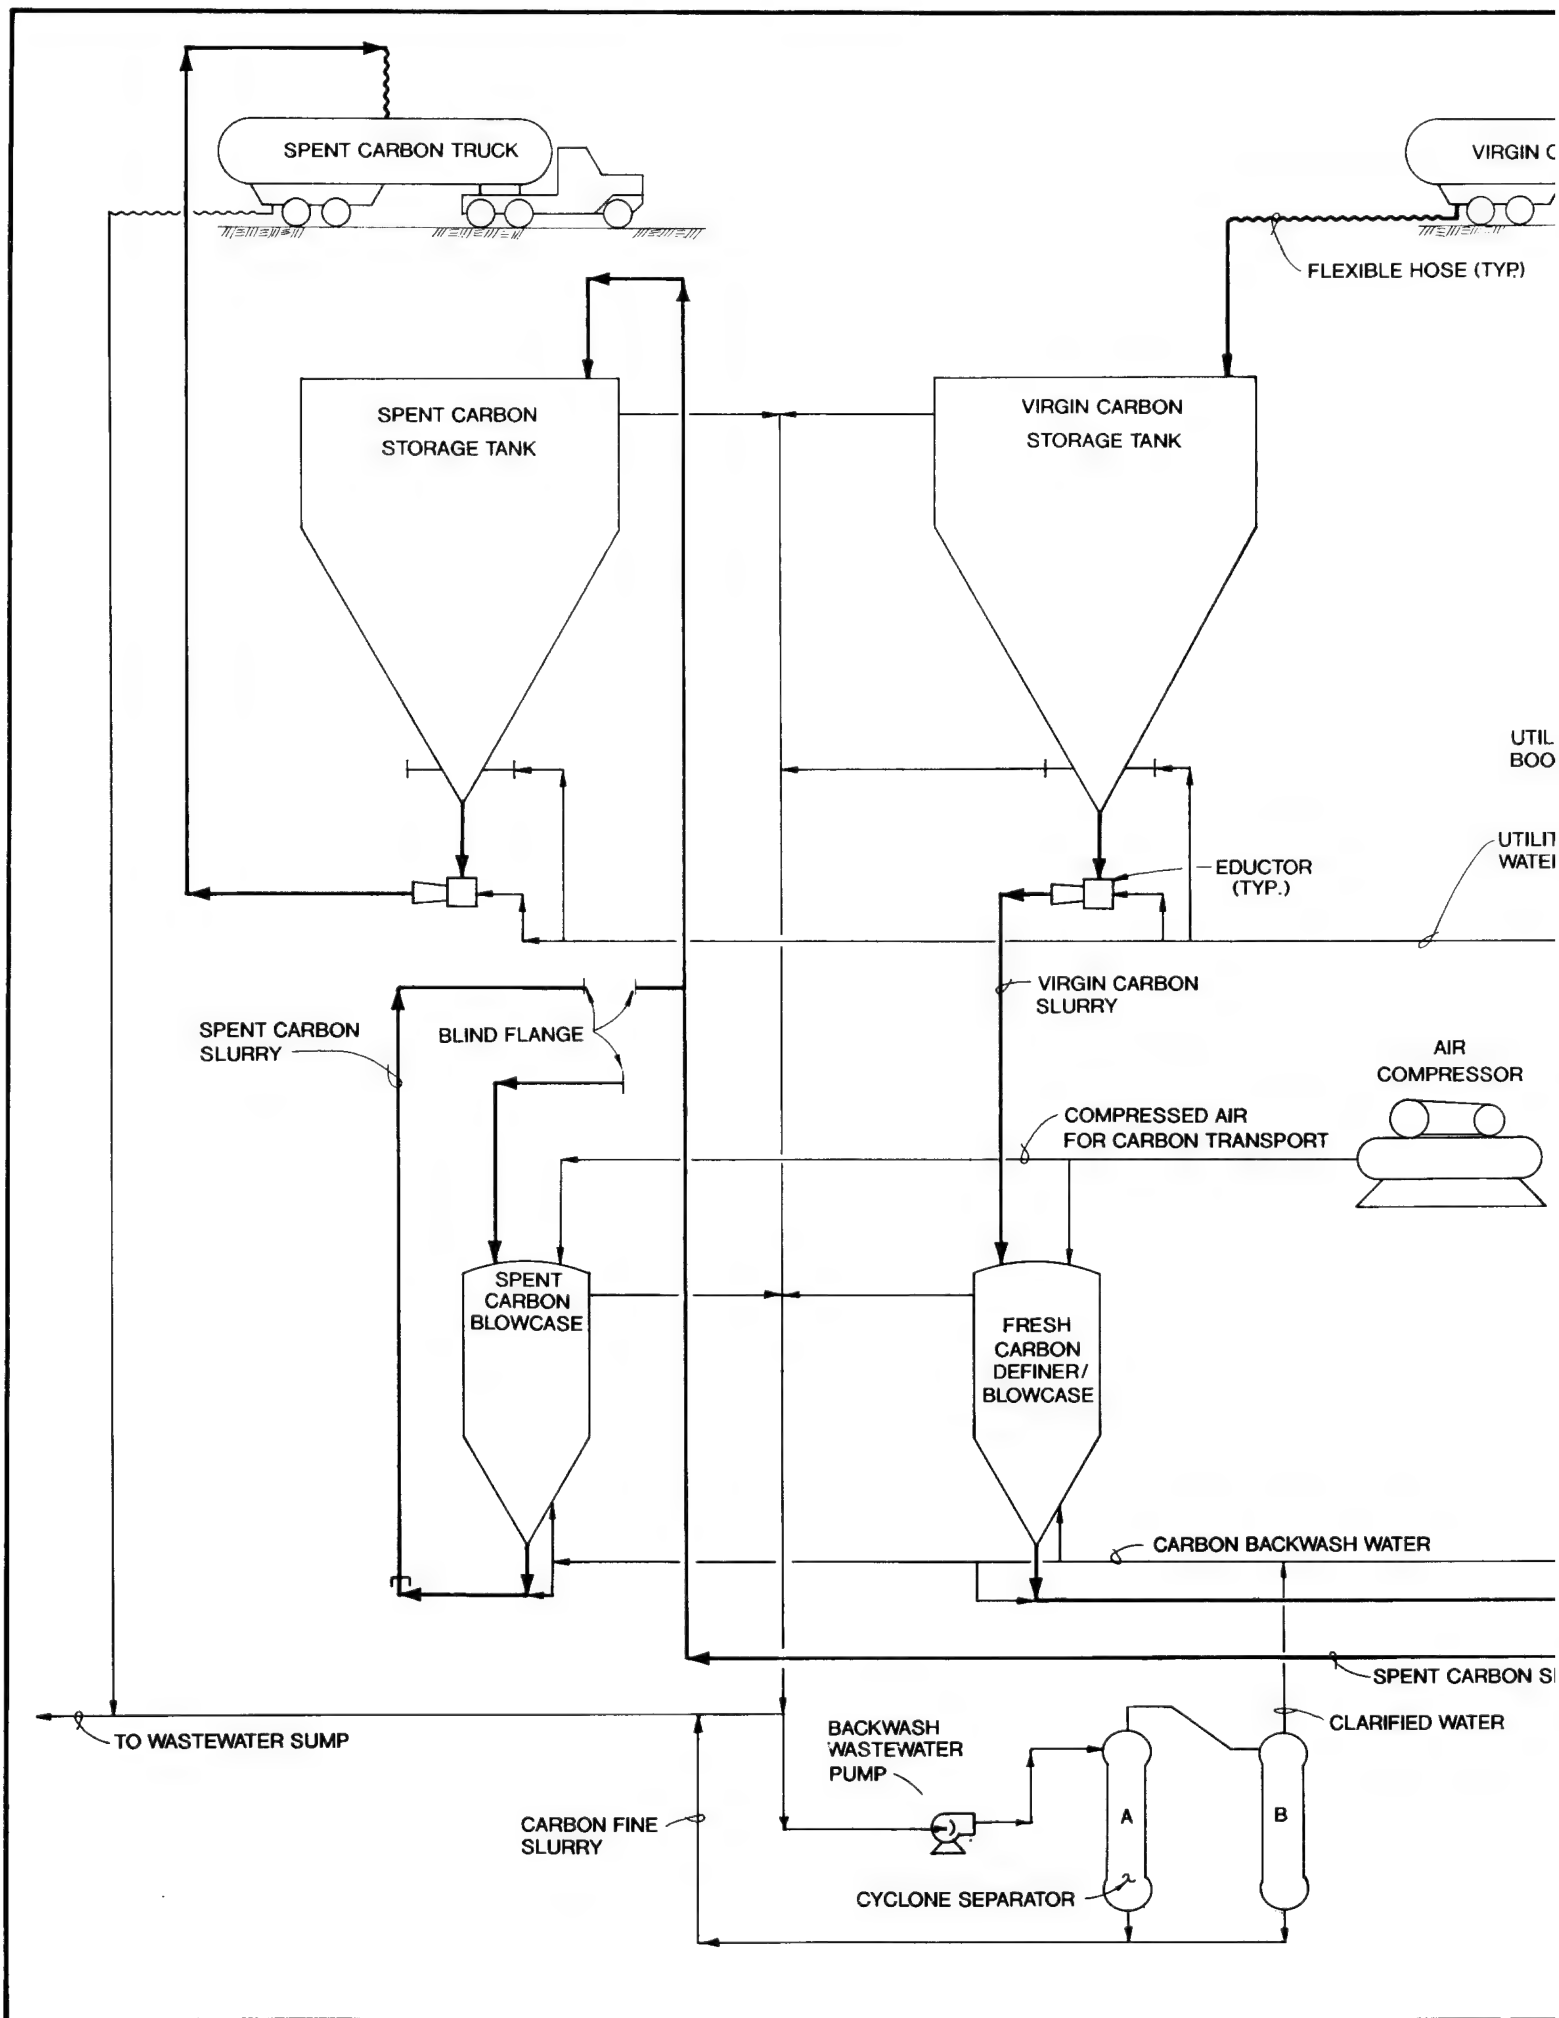 SPENT CARBON TRUCK
VIRGIN C
FLEXIBLE HOSE (TYP.)
SPENT CARBON
STORAGE TANK
VIRGIN CARBON
STORAGE TANK
UTIL
BOO
UTILIT
WATE
EDUCTOR
(TYP.)
VIRGIN CARBON
SLURRY
SPENT CARBON
SLURRY
BLIND FLANGE
AIR
COMPRESSOR
COMPRESSED AIR
FOR CARBON TRANSPORT
SPENT
CARBON
BLOWCASE
FRESH
CARBON
DEFINER/
BLOWCASE
CARBON BACKWASH WATER
SPENT CARBON S
TO WASTEWATER SUMP
BACKWASH
WASTEWATER
PUMP
CLARIFIED WATER
CARBON FINE
SLURRY
A
B
CYCLONE SEPARATOR